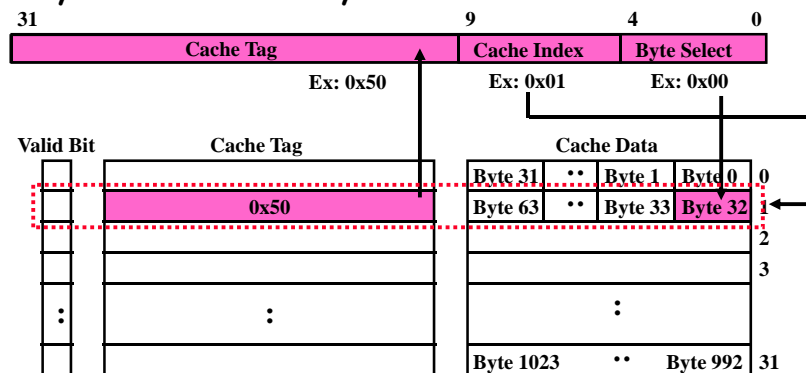 31 9 4 0
Cache Tag Cache Index Byte Select
Ex: 0x50 Ex: 0x01 Ex: 0x00
Valid Bit Cache Tag Cache Data
Byte 31 •• Byte 1 Byte 0 0
0x50 Byte 63 •• Byte 33 Byte 32 1
2
3
: : :
Byte 1023 •• Byte 992 31